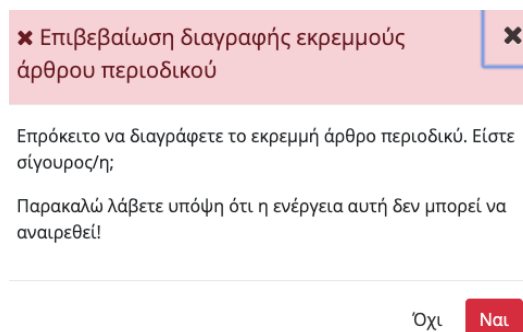 ✖ Επιβεβαίωση διαγραφής εκρεμμούς
άρθρου περιοδικού
✖
Επρόκειτο να διαγράφετε το εκρεμμή άρθρο περιοδικύ. Είστε
σίγουρος/η;
Παρακαλώ λάβετε υπόψη ότι η ενέργεια αυτή δεν μπορεί να
αναιρεθεί!
Όχι
Ναι